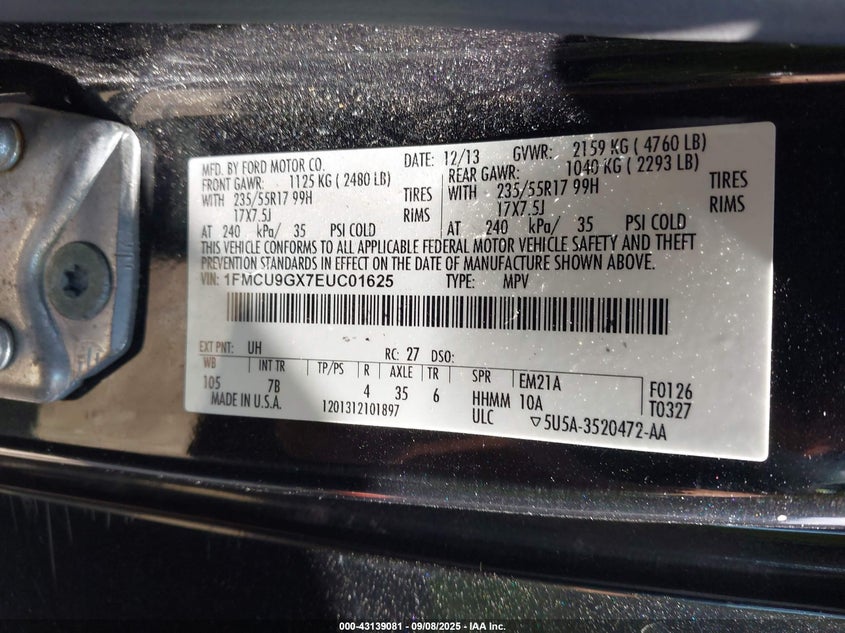 MFD. BY FORD MOTOR CO. DATE: 12/13 GVWR: 2159 KG ( 4760 LB)
FRONT GAWR: 1125 KG ( 2480 LB) REAR GAWR: 1040 KG ( 2293 LB)
WITH 235/55R17 99H TIRES WITH 235/55R17 99H TIRES
17X7.5J RIMS 17X7.5J RIMS
AT 240 kPa/ 35 PSI COLD AT 240 kPa/ 35 PSI COLD
THIS VEHICLE CONFORMS TO ALL APPLICABLE FEDERAL MOTOR VEHICLE SAFETY AND THEFT
PREVENTION STANDARDS IN EFFECT ON THE DATE OF MANUFACTURE SHOWN ABOVE.
VIN: 1FMCU9GX7EUC01625 TYPE: MPV
EXT PNT: UH RC: 27 DSO:
WB INT TR TP/PS R AXLE TR SPR EM21A F0126
105 7B 4 35 6 HHMM 10A T0327
MADE IN U.S.A. 1201312101897 ULC ▽5U5A-3520472-AA
000-43139081 - 09/08/2025 - IAA Inc.